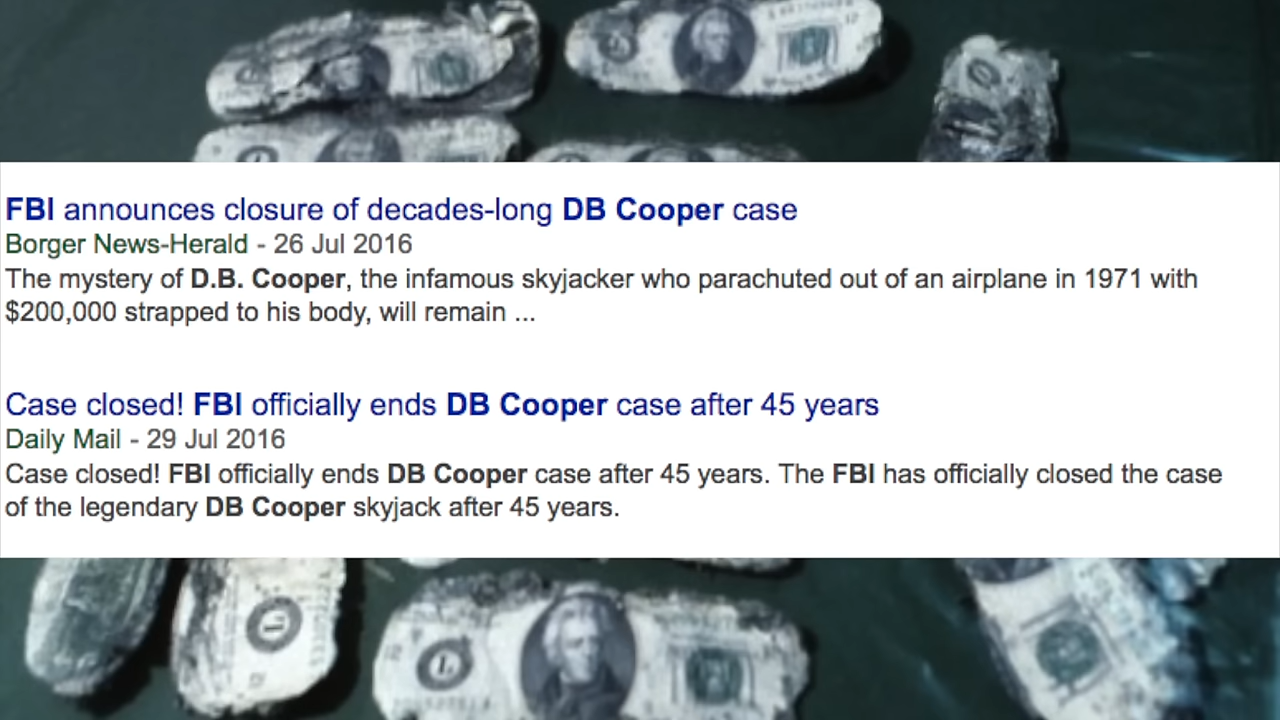 FBI announces closure of decades-long DB Cooper case
Borger News-Herald - 26 Jul 2016
The mystery of D.B. Cooper, the infamous skyjacker who parachuted out of an airplane in 1971 with
$200,000 strapped to his body, will remain ...
Case closed! FBI officially ends DB Cooper case after 45 years
Daily Mail - 29 Jul 2016
Case closed! FBI officially ends DB Cooper case after 45 years. The FBI has officially closed the case
of the legendary DB Cooper skyjack after 45 years.